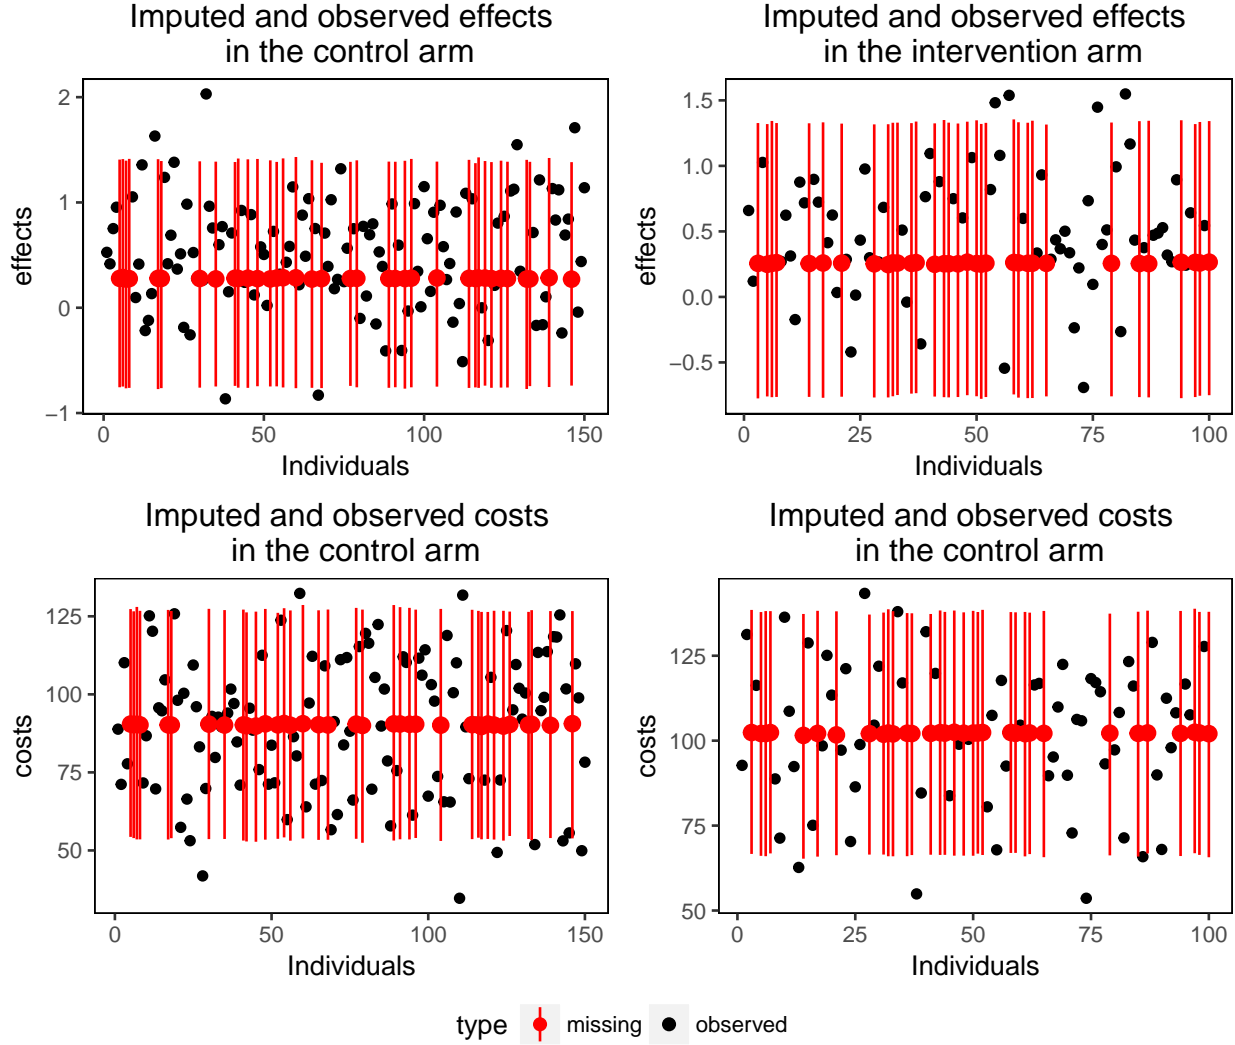 Imputed and observed effects
in the control arm
2
1
0
−1
effects
0
50
100
150
Individuals
Imputed and observed effects
in the intervention arm
1.5
1.0
0.5
0.0
−0.5
effects
0
25
50
75
100
Individuals
Imputed and observed costs
in the control arm
125
100
75
50
costs
0
50
100
150
Individuals
Imputed and observed costs
in the control arm
125
100
75
50
costs
0
25
50
75
100
Individuals
type
missing
observed